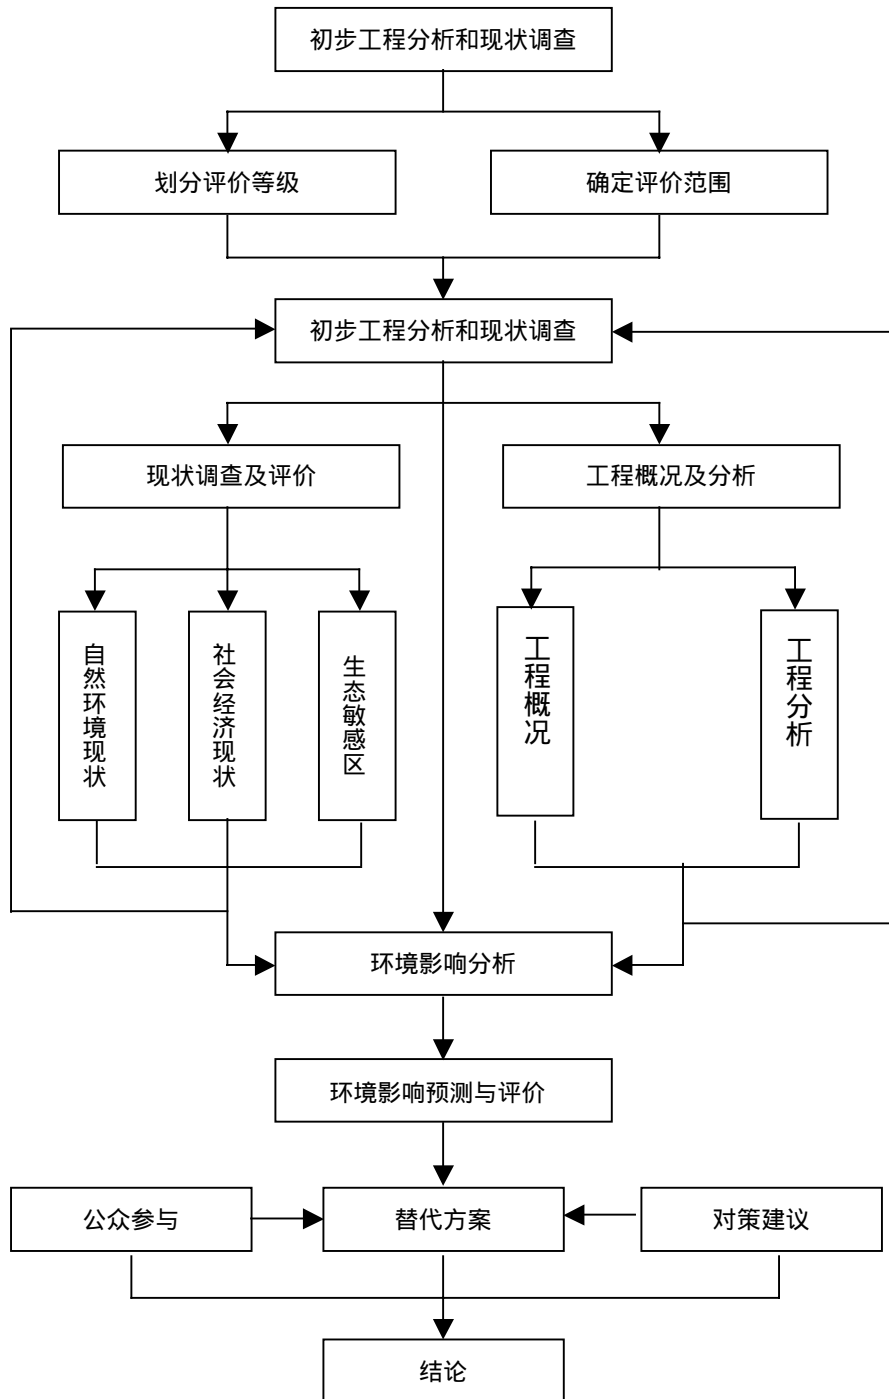 初步工程分析和现状调查
划分评价等级
确定评价范围
初步工程分析和现状调查
现状调查及评价
工程概况及分析
自然环境现状
社会经济现状
生态敏感区
工程概况
工程分析
环境影响分析
环境影响预测与评价
公众参与
替代方案
对策建议
结论